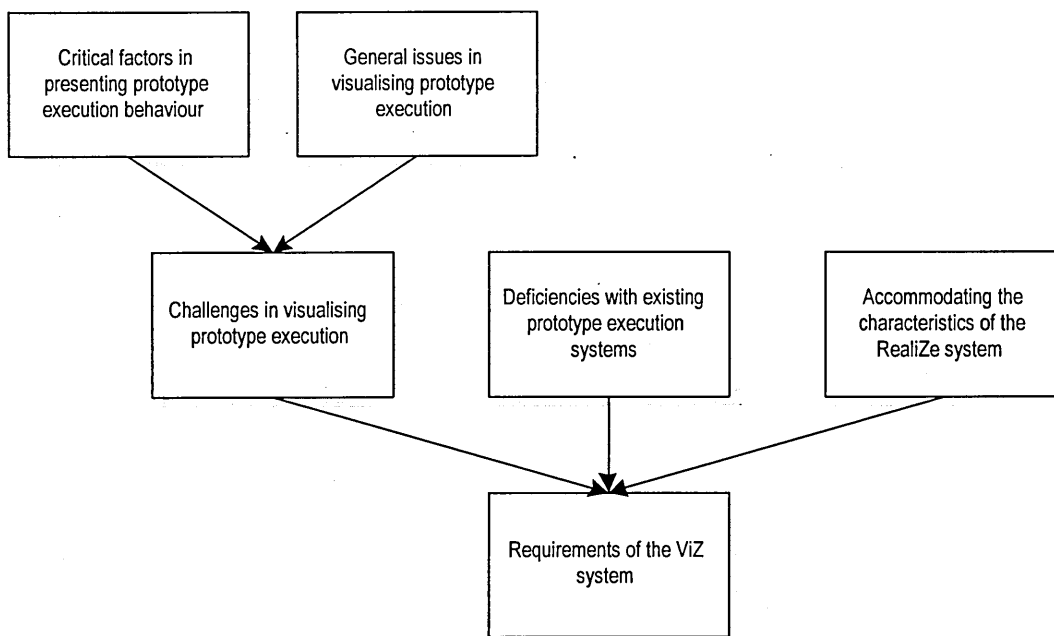 Critical factors in
presenting prototype
execution behaviour
General issues in
visualising prototype
execution
Challenges in visualising
prototype execution
Deficiencies with existing
prototype execution
systems
Accommodating the
characteristics of the
RealiZe system
Requirements of the ViZ
system